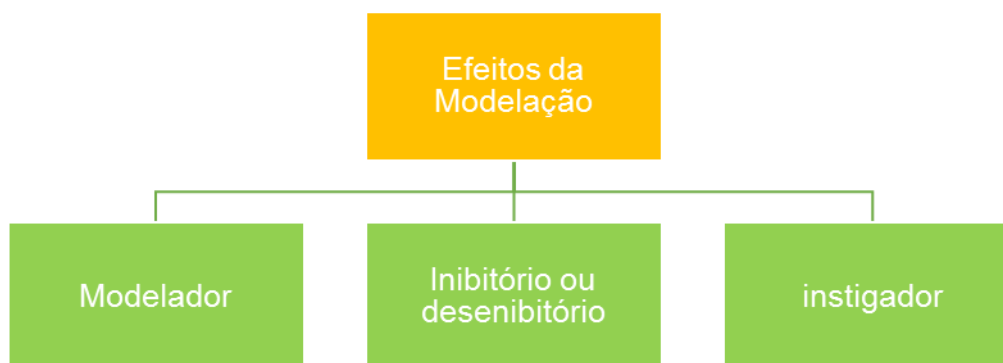 Efeitos da
Modelação
Modelador
Inibitório ou
desenibitório
instigador